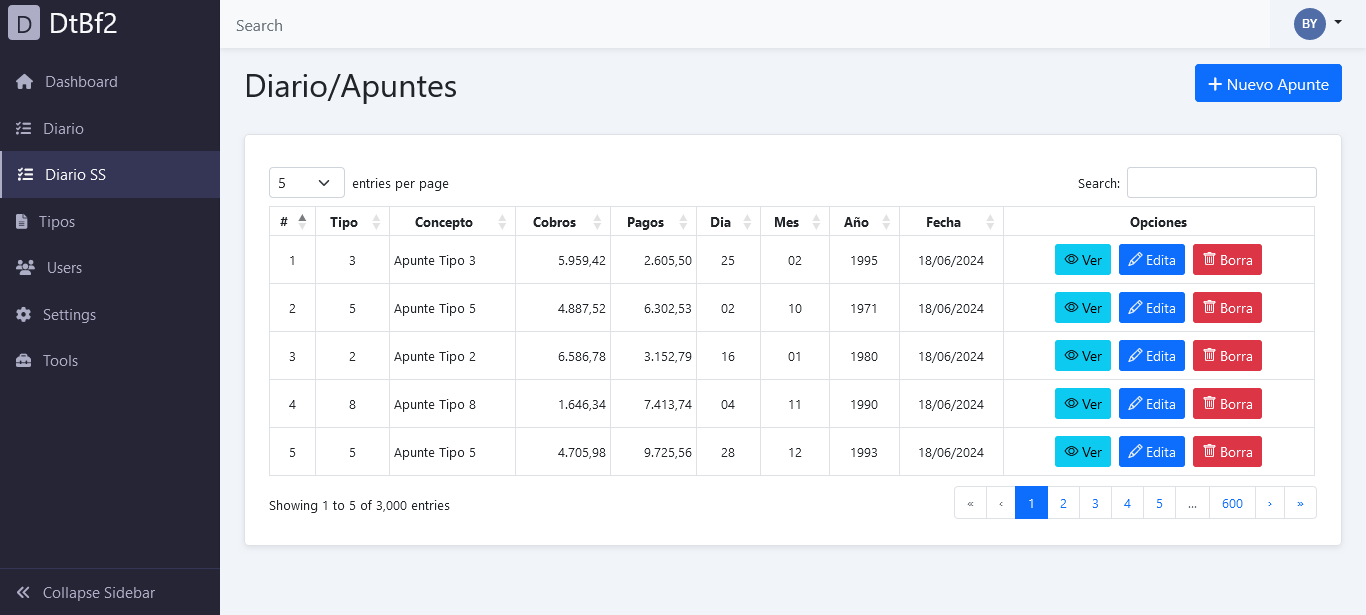 D DtBf2
Search
BY
Dashboard
Diario
Diario SS
Tipos
Users
Settings
Tools
Collapse Sidebar
Diario/Apuntes
+ Nuevo Apunte
5 entries per page
Search:
# Tipo Concepto Cobros Pagos Dia Mes Año Fecha Opciones
1 3 Apunte Tipo 3 5.959,42 2.605,50 25 02 1995 18/06/2024 Ver Edita Borra
2 5 Apunte Tipo 5 4.887,52 6.302,53 02 10 1971 18/06/2024 Ver Edita Borra
3 2 Apunte Tipo 2 6.586,78 3.152,79 16 01 1980 18/06/2024 Ver Edita Borra
4 8 Apunte Tipo 8 1.646,34 7.413,74 04 11 1990 18/06/2024 Ver Edita Borra
5 5 Apunte Tipo 5 4.705,98 9.725,56 28 12 1993 18/06/2024 Ver Edita Borra
Showing 1 to 5 of 3,000 entries
« ‹ 1 2 3 4 5 ... 600 › »